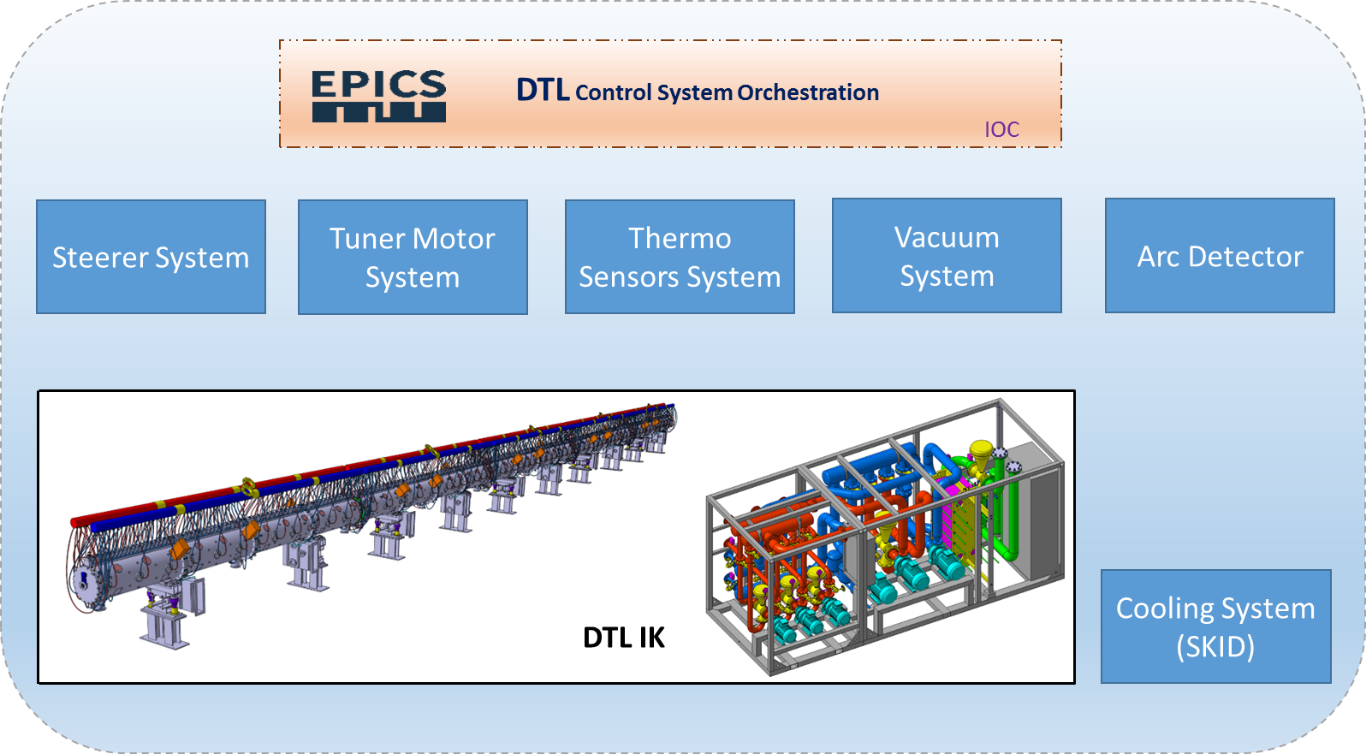 EPICS
DTL Control System Orchestration
IOC
Steerer System
Tuner Motor
System
Thermo
Sensors System
Vacuum
System
Arc Detector
DTL IK
Cooling System
(SKID)